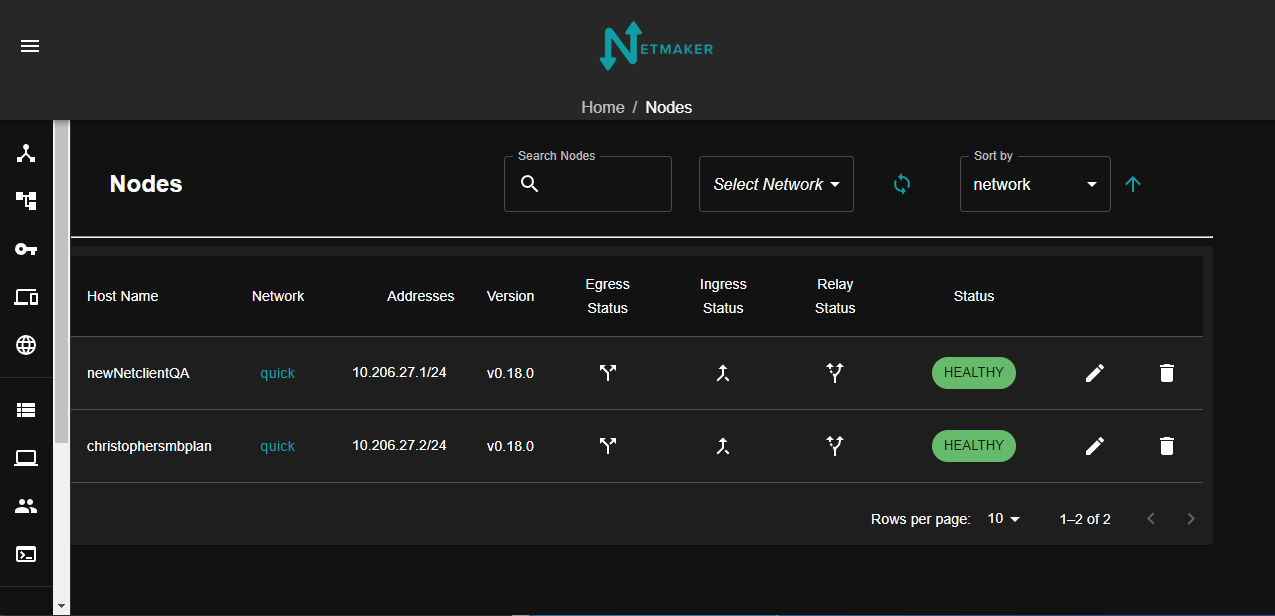 NETMAKER
Home / Nodes
Nodes
Search Nodes
Select Network
Sort by
network
Host Name Network Addresses Version Egress Status Ingress Status Relay Status Status
newNetclientQA quick 10.206.27.1/24 v0.18.0 HEALTHY
christophersmbplan quick 10.206.27.2/24 v0.18.0 HEALTHY
Rows per page: 10 1–2 of 2